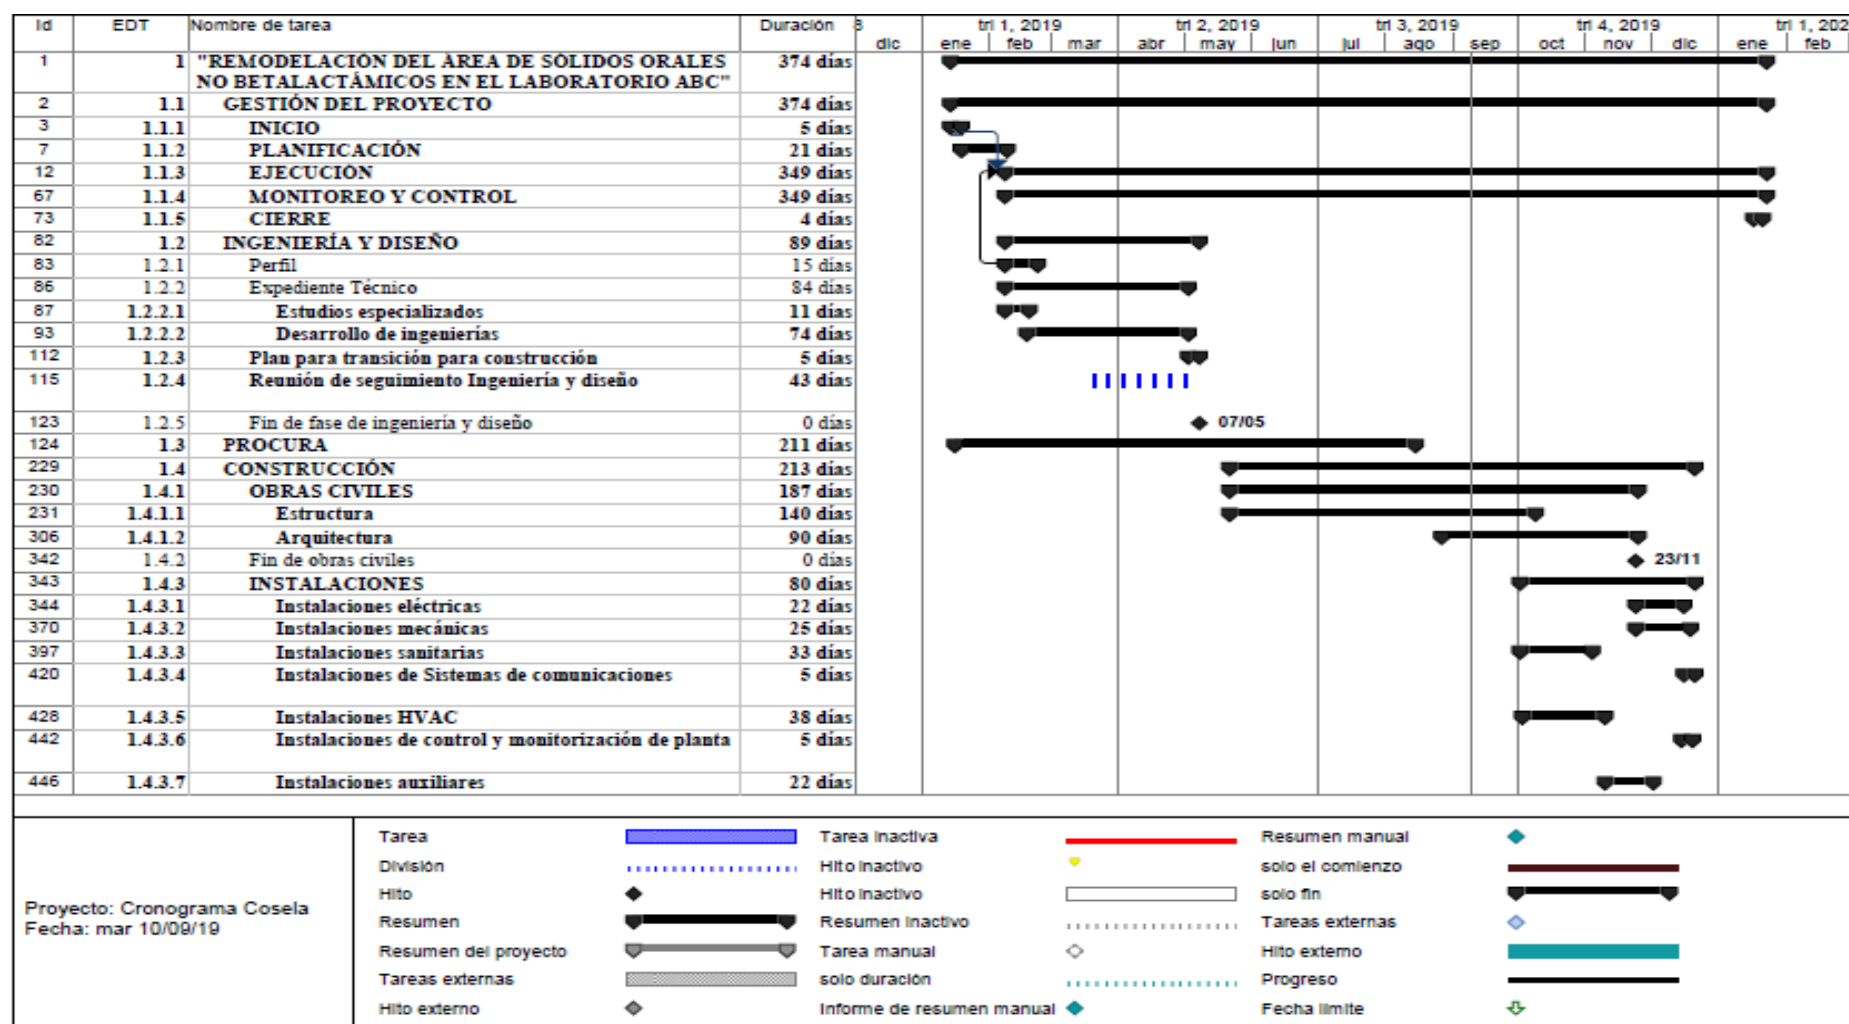 Id EDT Nombre de tarea Duración 3 tri 1, 2019 tri 2, 2019 tri 3, 2019 tri 4, 2019 tri 1, 202
dic ene feb mar abr may jun jul ago sep oct nov dic ene feb
1 1 "REMODELACIÓN DEL ÁREA DE SÓLIDOS ORALES 374 días
NO BETALACTÁMICOS EN EL LABORATORIO ABC"
2 1.1 GESTIÓN DEL PROYECTO 374 días
3 1.1.1 INICIO 5 días
7 1.1.2 PLANIFICACIÓN 21 días
12 1.1.3 EJECUCIÓN 349 días
67 1.1.4 MONITOREO Y CONTROL 349 días
73 1.1.5 CIERRE 4 días
82 1.2 INGENIERÍA Y DISEÑO 89 días
83 1.2.1 Perfil 15 días
86 1.2.2 Expediente Técnico 84 días
87 1.2.2.1 Estudios especializados 11 días
93 1.2.2.2 Desarrollo de ingenierías 74 días
112 1.2.3 Plan para transición para construcción 5 días
115 1.2.4 Reunión de seguimiento Ingeniería y diseño 43 días
123 1.2.5 Fin de fase de ingeniería y diseño 0 días 07/05
124 1.3 PROCURA 211 días
229 1.4 CONSTRUCCIÓN 213 días
230 1.4.1 OBRAS CIVILES 187 días
231 1.4.1.1 Estructura 140 días
306 1.4.1.2 Arquitectura 90 días
342 1.4.2 Fin de obras civiles 0 días 23/11
343 1.4.3 INSTALACIONES 80 días
344 1.4.3.1 Instalaciones eléctricas 22 días
370 1.4.3.2 Instalaciones mecánicas 25 días
397 1.4.3.3 Instalaciones sanitarias 33 días
420 1.4.3.4 Instalaciones de Sistemas de comunicaciones 5 días
428 1.4.3.5 Instalaciones HVAC 38 días
442 1.4.3.6 Instalaciones de control y monitorización de planta 5 días
446 1.4.3.7 Instalaciones auxiliares 22 días
Proyecto: Cronograma Cosela
Fecha: mar 10/09/19
Tarea Tarea inactiva Resumen manual
División Hito inactivo solo el comienzo
Hito Hito inactivo solo fin
Resumen Resumen inactivo Tareas externas
Resumen del proyecto Tarea manual Hito externo
Tareas externas solo duración Progreso
Hito externo Informe de resumen manual Fecha límite